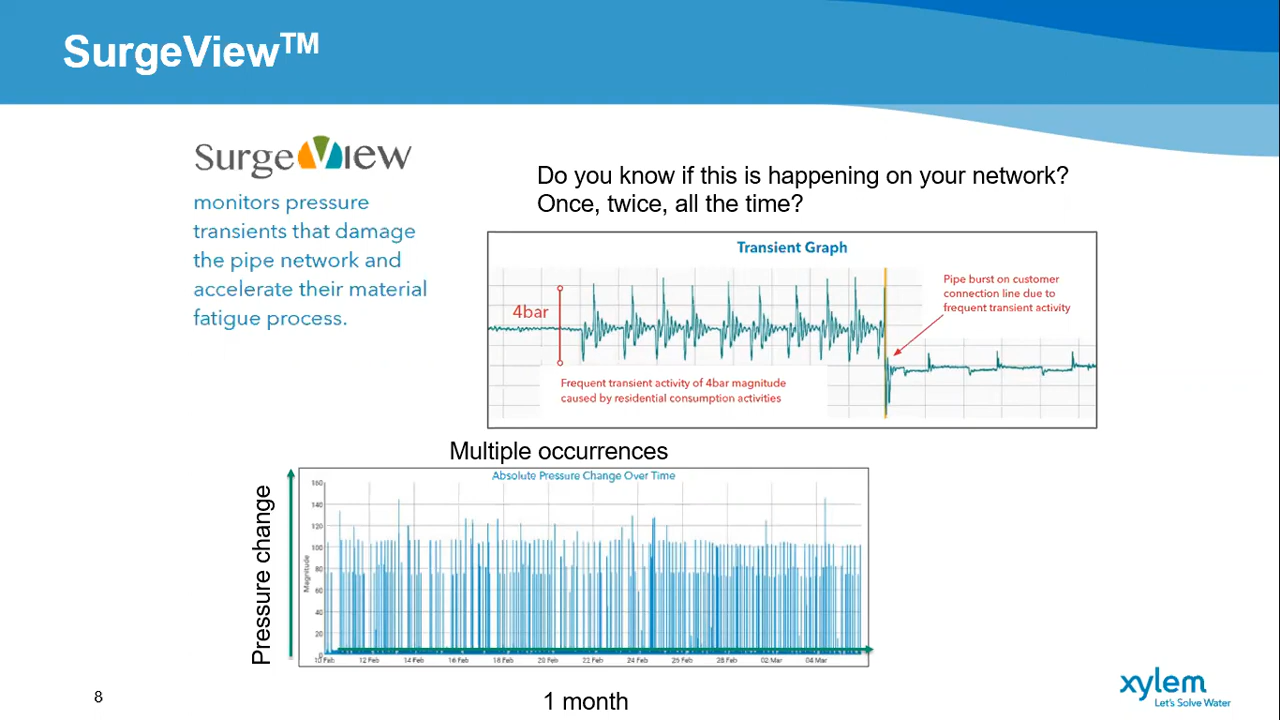 SurgeView™
SurgeView
monitors pressure
transients that damage
the pipe network and
accelerate their material
fatigue process.
Do you know if this is happening on your network?
Once, twice, all the time?
Transient Graph
4bar
Pipe burst on customer
connection line due to
frequent transient activity
Frequent transient activity of 4bar magnitude
caused by residential consumption activities
Multiple occurrences
Absolute Pressure Change Over Time
Pressure change
Magnitude
160
140
120
100
80
60
40
20
0
10 Feb 12 Feb 14 Feb 16 Feb 18 Feb 20 Feb 22 Feb 24 Feb 25 Feb 28 Feb 02 Mar 04 Mar
1 month
8
xylem
Let's Solve Water